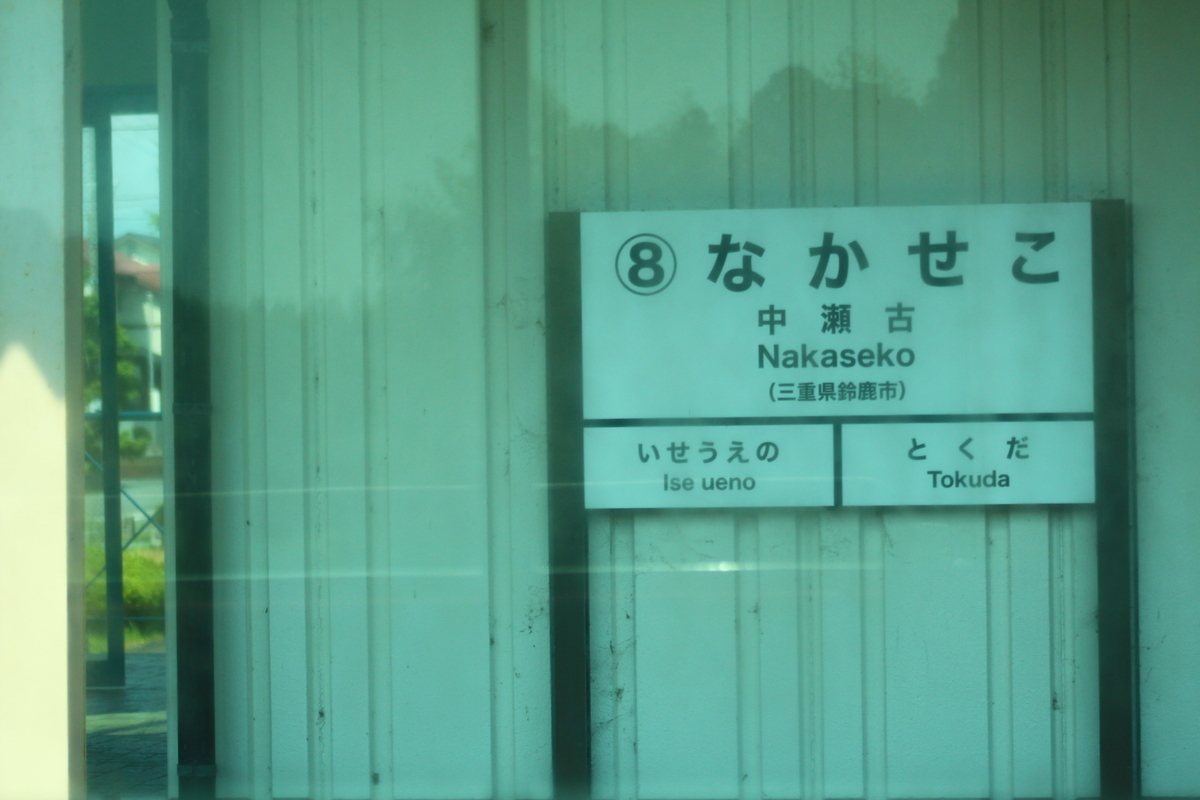 ⑧ なかせこ
中瀬古
Nakaseko
(三重県鈴鹿市)
いせうえの
Ise ueno
とくだ
Tokuda